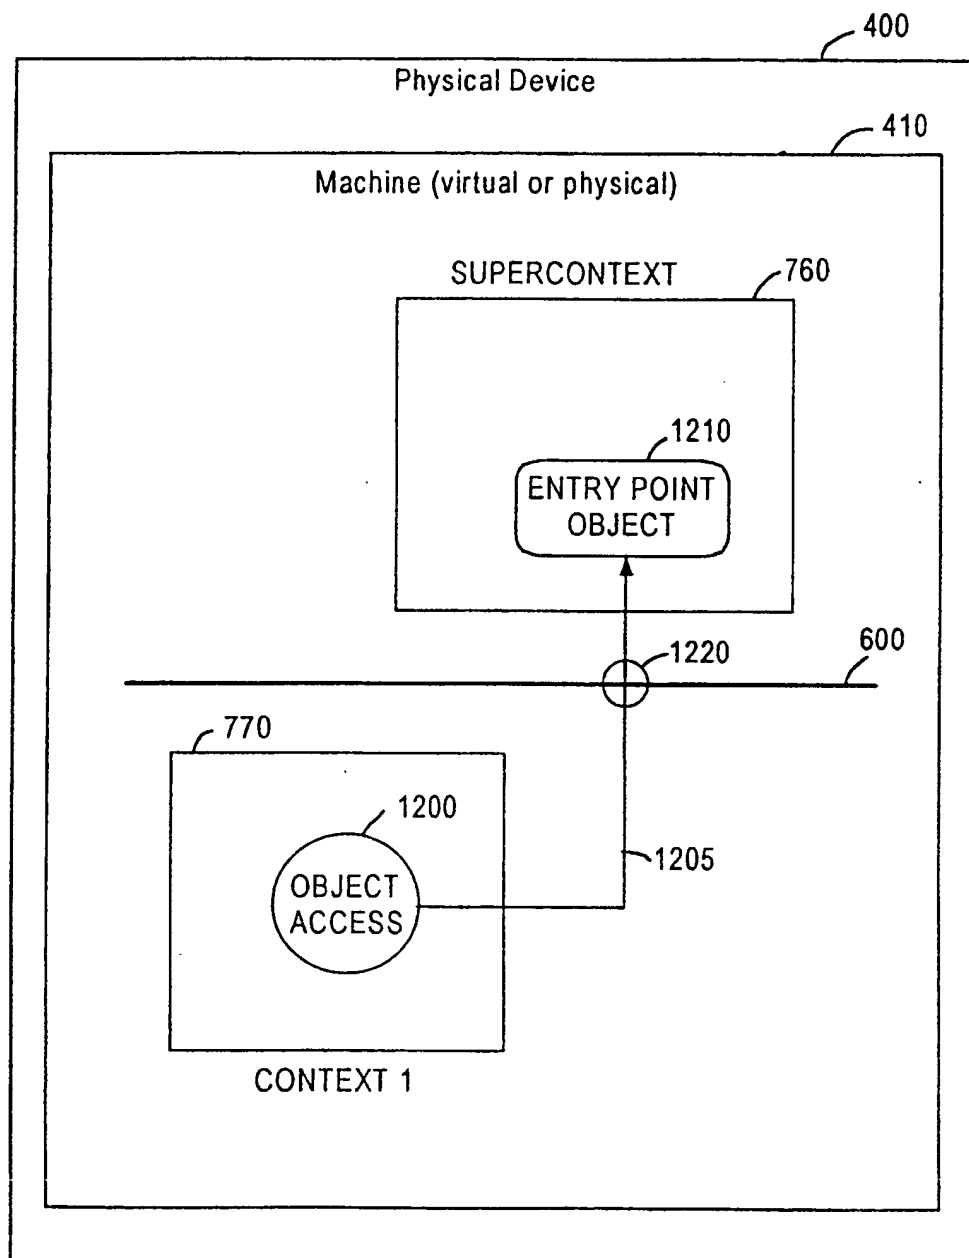 400
Physical Device
410
Machine (virtual or physical)
SUPERCONTEXT
760
1210
ENTRY POINT
OBJECT
1220
600
770
1200
OBJECT
ACCESS
1205
CONTEXT 1